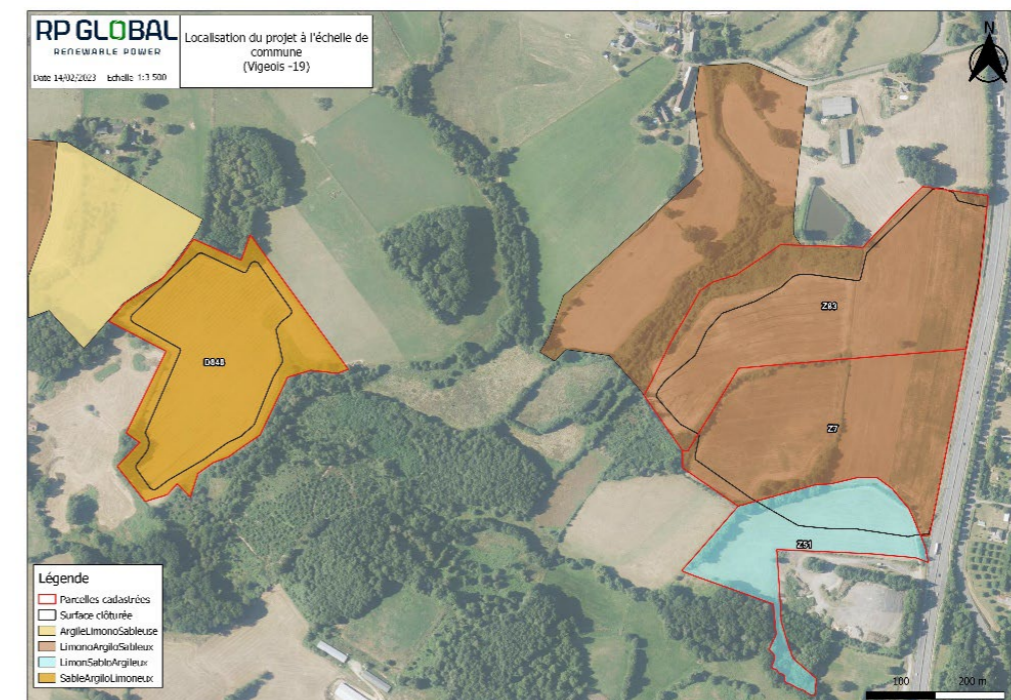 RP GLOBAL
RENEWABLE POWER
Date 14/02/2023 Echelle 1:3 500
Localisation du projet à l'échelle de
commune
(Vigeois -19)
N
Z93
D848
Z7
Z51
Légende
Parcelles cadastrées
Surface clôturée
ArgileLimonoSableuse
LimonoArgiloSableux
LimonSabloArgileux
SableArgiloLimoneux
100 200 m